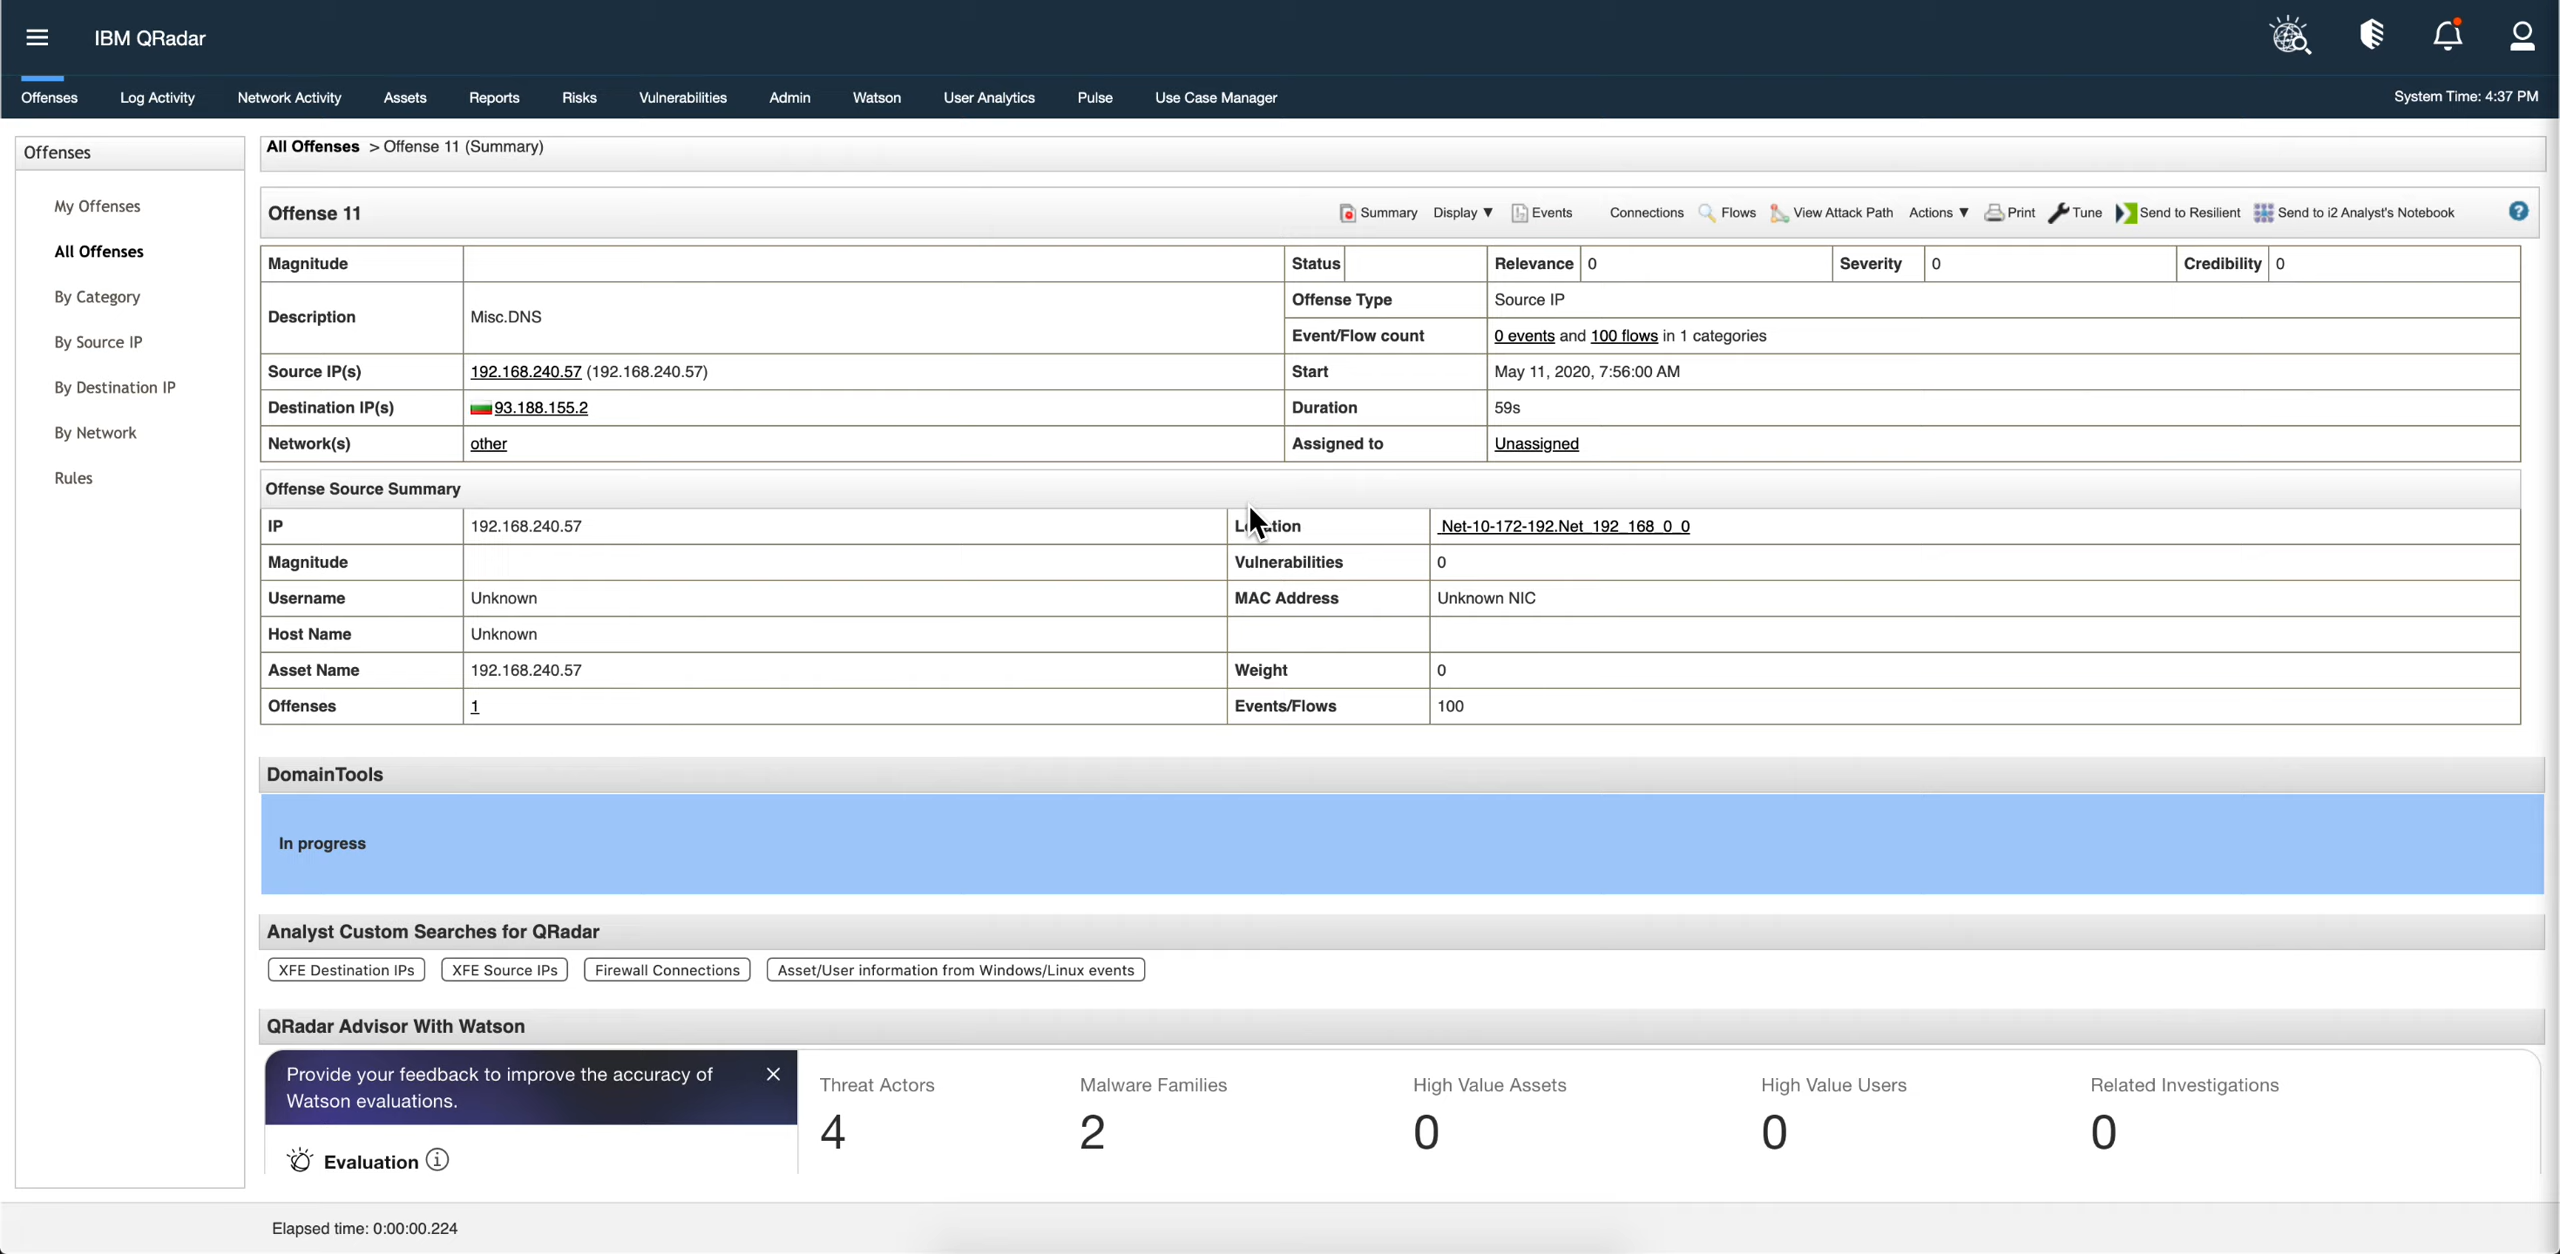 IBM QRadar
Offenses Log Activity Network Activity Assets Reports Risks Vulnerabilities Admin Watson User Analytics Pulse Use Case Manager System Time: 4:37 PM
Offenses
My Offenses
All Offenses
By Category
By Source IP
By Destination IP
By Network
Rules
All Offenses > Offense 11 (Summary)
Offense 11 Summary Display ▼ Events Connections Flows View Attack Path Actions ▼ Print Tune Send to Resilient Send to i2 Analyst's Notebook ?
Magnitude Status Relevance 0 Severity 0 Credibility 0
Description Misc.DNS Offense Type Source IP
Event/Flow count 0 events and 100 flows in 1 categories
Source IP(s) 192.168.240.57 (192.168.240.57) Start May 11, 2020, 7:56:00 AM
Destination IP(s) 93.188.155.2 Duration 59s
Network(s) other Assigned to Unassigned
Offense Source Summary
IP 192.168.240.57 Net-10-172-192.Net_192_168_0_0
Magnitude Vulnerabilities 0
Username Unknown MAC Address Unknown NIC
Host Name Unknown
Asset Name 192.168.240.57 Weight 0
Offenses 1 Events/Flows 100
DomainTools
In progress
Analyst Custom Searches for QRadar
XFE Destination IPs XFE Source IPs Firewall Connections Asset/User information from Windows/Linux events
QRadar Advisor With Watson
Provide your feedback to improve the accuracy of
Watson evaluations.
Evaluation
Threat Actors Malware Families High Value Assets High Value Users Related Investigations
4 2 0 0 0
Elapsed time: 0:00:00.224